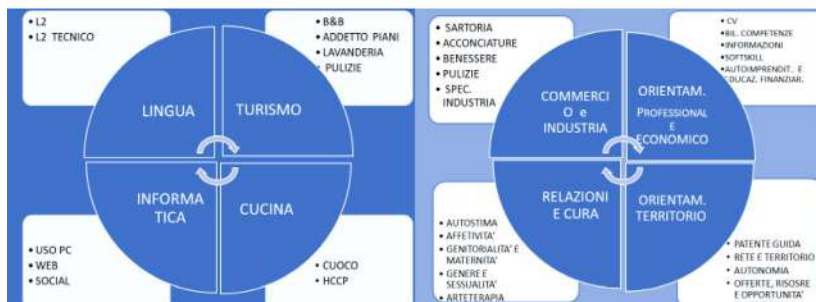 • L2
• L2 TECNICO
• B&B
• ADDETTO PIANI
• LAVANDERIA
• PULIZIE
LINGUA
TURISMO
INFORMA
TICA
CUCINA
• USO PC
• WEB
• SOCIAL
• CUOCO
• HCCP
• SARTORIA
• ACCONCIATURE
• BENESSERE
• PULIZIE
• SPEC.
INDUSTRIA
• CV
• BIL. COMPETENZE
• INFORMAZIONI
• SOFTSKILL
• AUTOIMPRENDIT. E
EDUCAZ. FINANZIAR.
COMMERCI
O e
INDUSTRIA
ORIENTAM.
PROFESSIONAL
E
ECONOMICO
RELAZIONI
E CURA
ORIENTAM.
TERRITORIO
• AUTOSTIMA
• AFFETIVITA'
• GENITORIALITA' E
MATERNITA'
• GENERE E
SESSUALITA'
• ARTETERAPIA
• PATENTE GUIDA
• RETE E TERRITORIO
• AUTONOMIA
• OFFERTE, RISOSRE
E OPPORTUNITA'